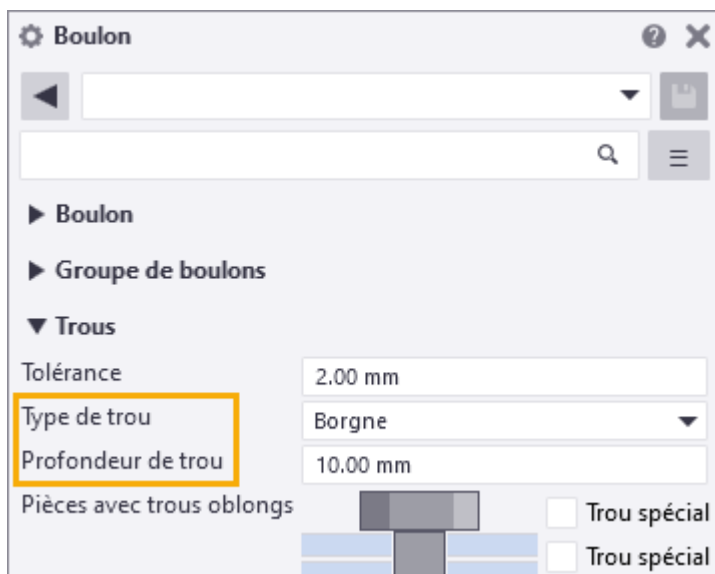 Boulon
Boulon
Groupe de boulons
Trous
Tolérance 2.00 mm
Type de trou Borgne
Profondeur de trou 10.00 mm
Pièces avec trous oblongs Trou spécial
Trou spécial